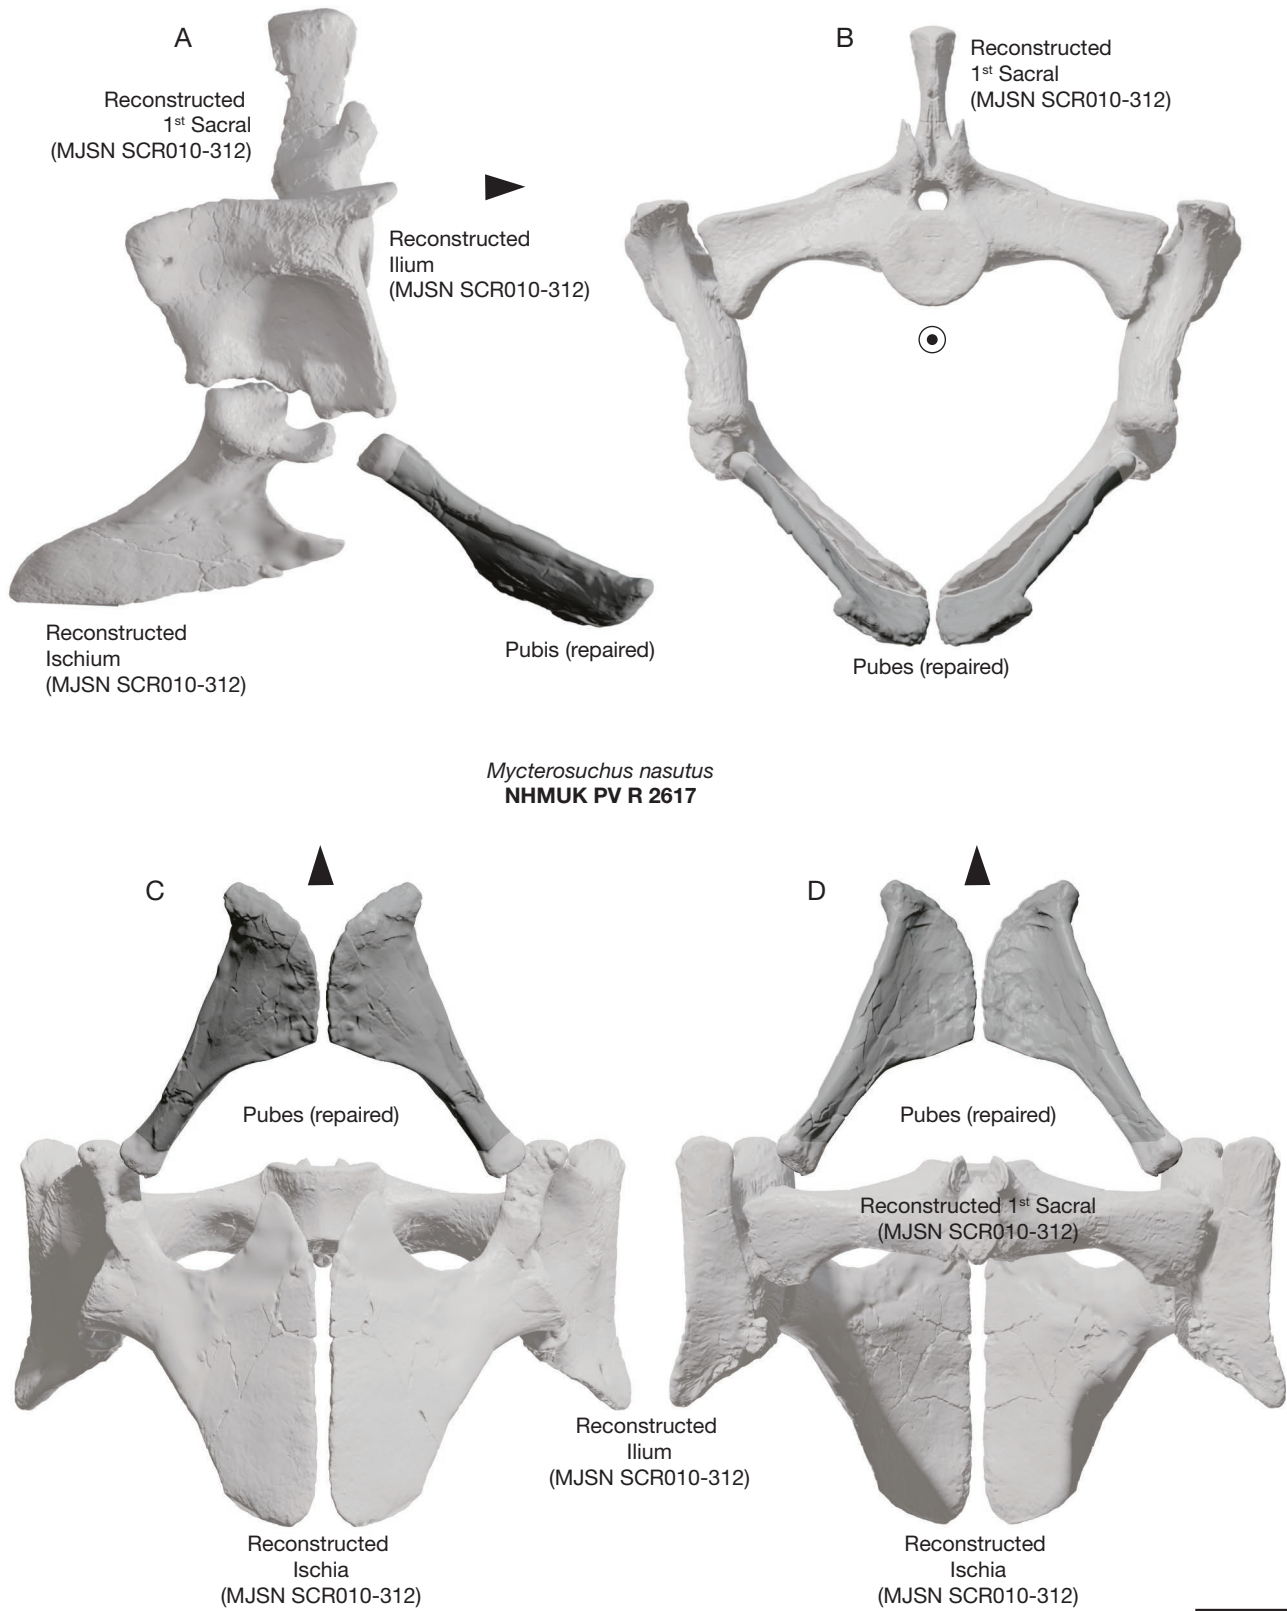 A
Reconstructed
1st Sacral
(MJSN SCR010-312)
Reconstructed
Ilium
(MJSN SCR010-312)
Reconstructed
Ischium
(MJSN SCR010-312)
Pubis (repaired)
B
Reconstructed
1st Sacral
(MJSN SCR010-312)
Pubes (repaired)
Mycterosuchus nasutus
NHMUK PV R 2617
C
Pubes (repaired)
Reconstructed
Ischia
(MJSN SCR010-312)
Reconstructed
Ilium
(MJSN SCR010-312)
D
Pubes (repaired)
Reconstructed 1st Sacral
(MJSN SCR010-312)
Reconstructed
Ischia
(MJSN SCR010-312)